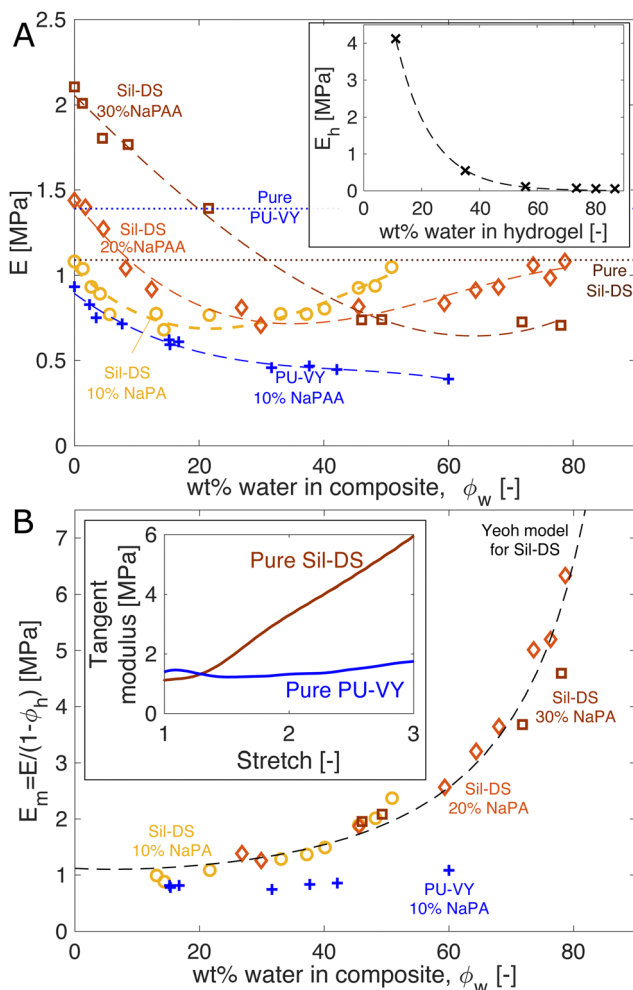 A
2.5
2
1.5
1
0.5
0
E [MPa]
Sil-DS
30%NaPAA
Pure
PU-VY
Sil-DS
20%NaPAA
Pure
Sil-DS
Sil-DS
10% NaPA
PU-VY
10% NaPAA
4
3
2
1
0
E_h [MPa]
0 20 40 60 80
wt% water in hydrogel [-]
0 20 40 60 80
wt% water in composite, ϕ_w [-]
B
7
6
5
4
3
2
1
0
E_m=E/(1-ϕ_h) [MPa]
Yeoh model
for Sil-DS
6
4
2
0
Tangent
modulus [MPa]
Pure Sil-DS
Pure PU-VY
1 2 3
Stretch [-]
Sil-DS
30% NaPA
Sil-DS
20% NaPA
Sil-DS
10% NaPA
PU-VY
10% NaPA
0 20 40 60 80
wt% water in composite, ϕ_w [-]